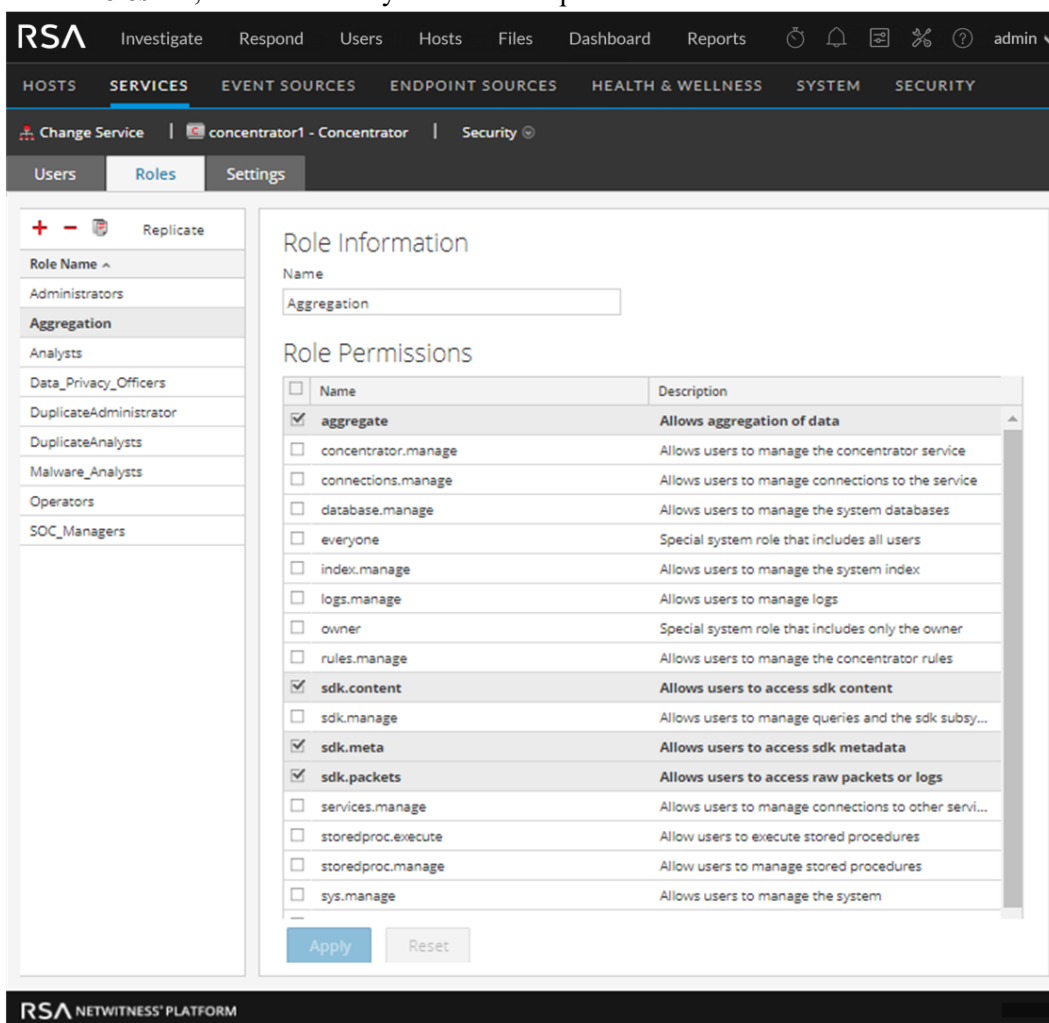 RSA Investigate Respond Users Hosts Files Dashboard Reports admin
HOSTS SERVICES EVENT SOURCES ENDPOINT SOURCES HEALTH & WELLNESS SYSTEM SECURITY
Change Service | C concentrator1 - Concentrator | Security
Users Roles Settings
Replicate
Role Name
Administrators
Aggregation
Analysts
Data_Privacy_Officers
DuplicateAdministrator
DuplicateAnalysts
Malware_Analysts
Operators
SOC_Managers
Role Information
Name
Aggregation
Role Permissions
Name Description
aggregate Allows aggregation of data
concentrator.manage Allows users to manage the concentrator service
connections.manage Allows users to manage connections to the service
database.manage Allows users to manage the system databases
everyone Special system role that includes all users
index.manage Allows users to manage the system index
logs.manage Allows users to manage logs
owner Special system role that includes only the owner
rules.manage Allows users to manage the concentrator rules
sdk.content Allows users to access sdk content
sdk.manage Allows users to manage queries and the sdk subsy...
sdk.meta Allows users to access sdk metadata
sdk.packets Allows users to access raw packets or logs
services.manage Allows users to manage connections to other servi...
storedproc.execute Allow users to execute stored procedures
storedproc.manage Allow users to manage stored procedures
sys.manage Allows users to manage the system
Apply Reset
RSA NETWITNESS® PLATFORM